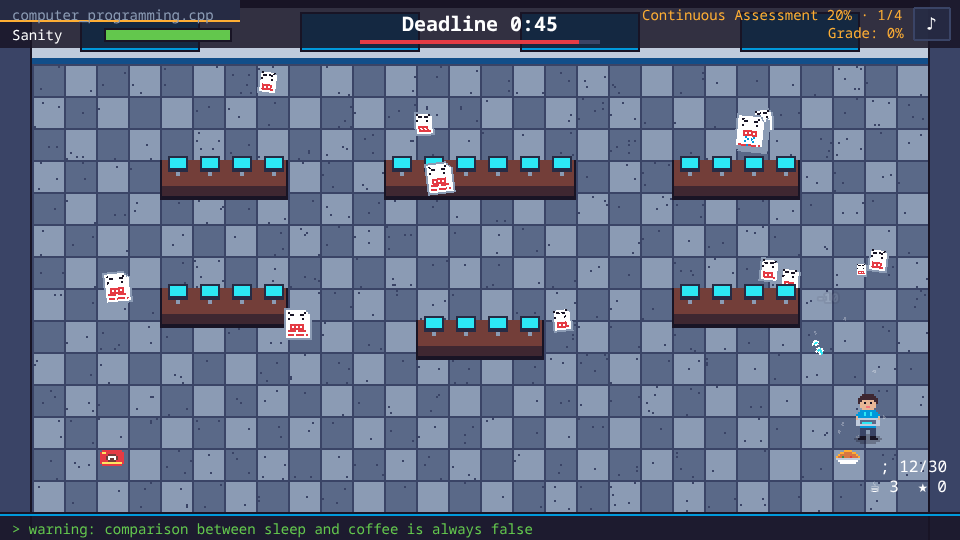 computer programming.cpp
Sanity
Deadline 0:45
Continuous Assessment 20% · 1/4
Grade: 0%
♪
; 12/30
☕ 3 ★ 0
> warning: comparison between sleep and coffee is always false